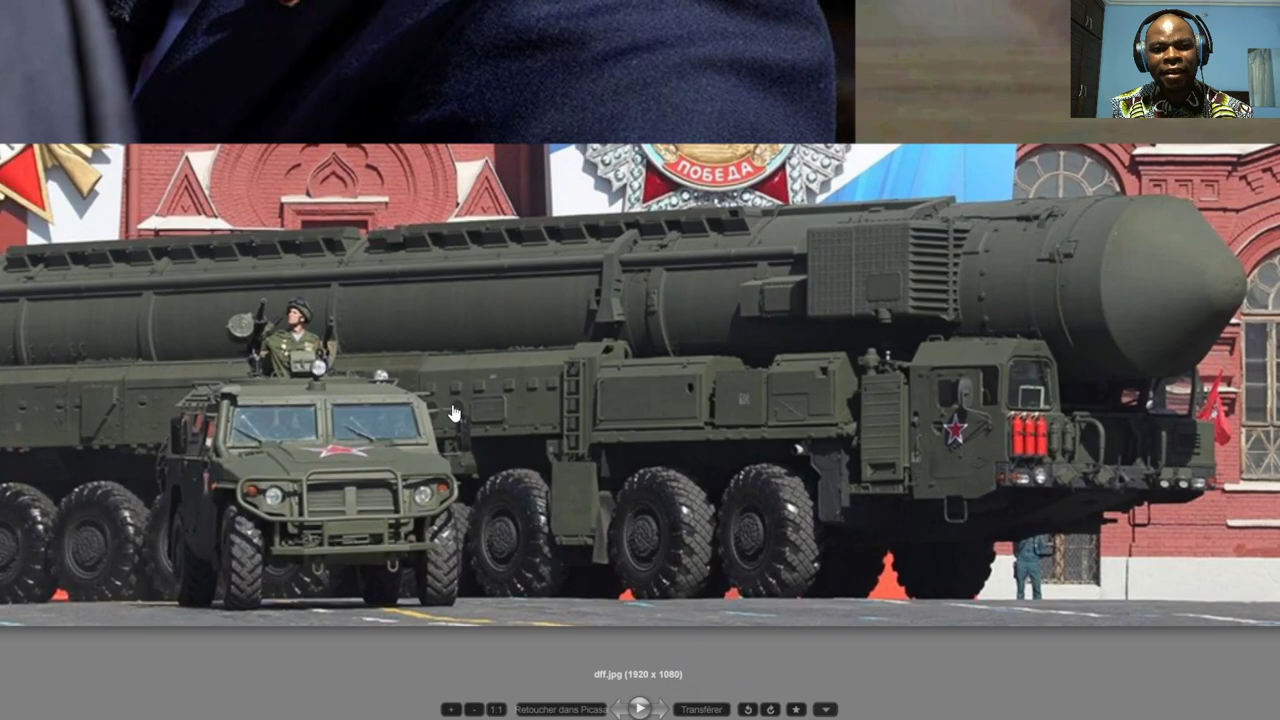 ПОБЕДА
dff.jpg (1920 x 1080)
+ - 1:1 Retoucher dans Picasa Transférer